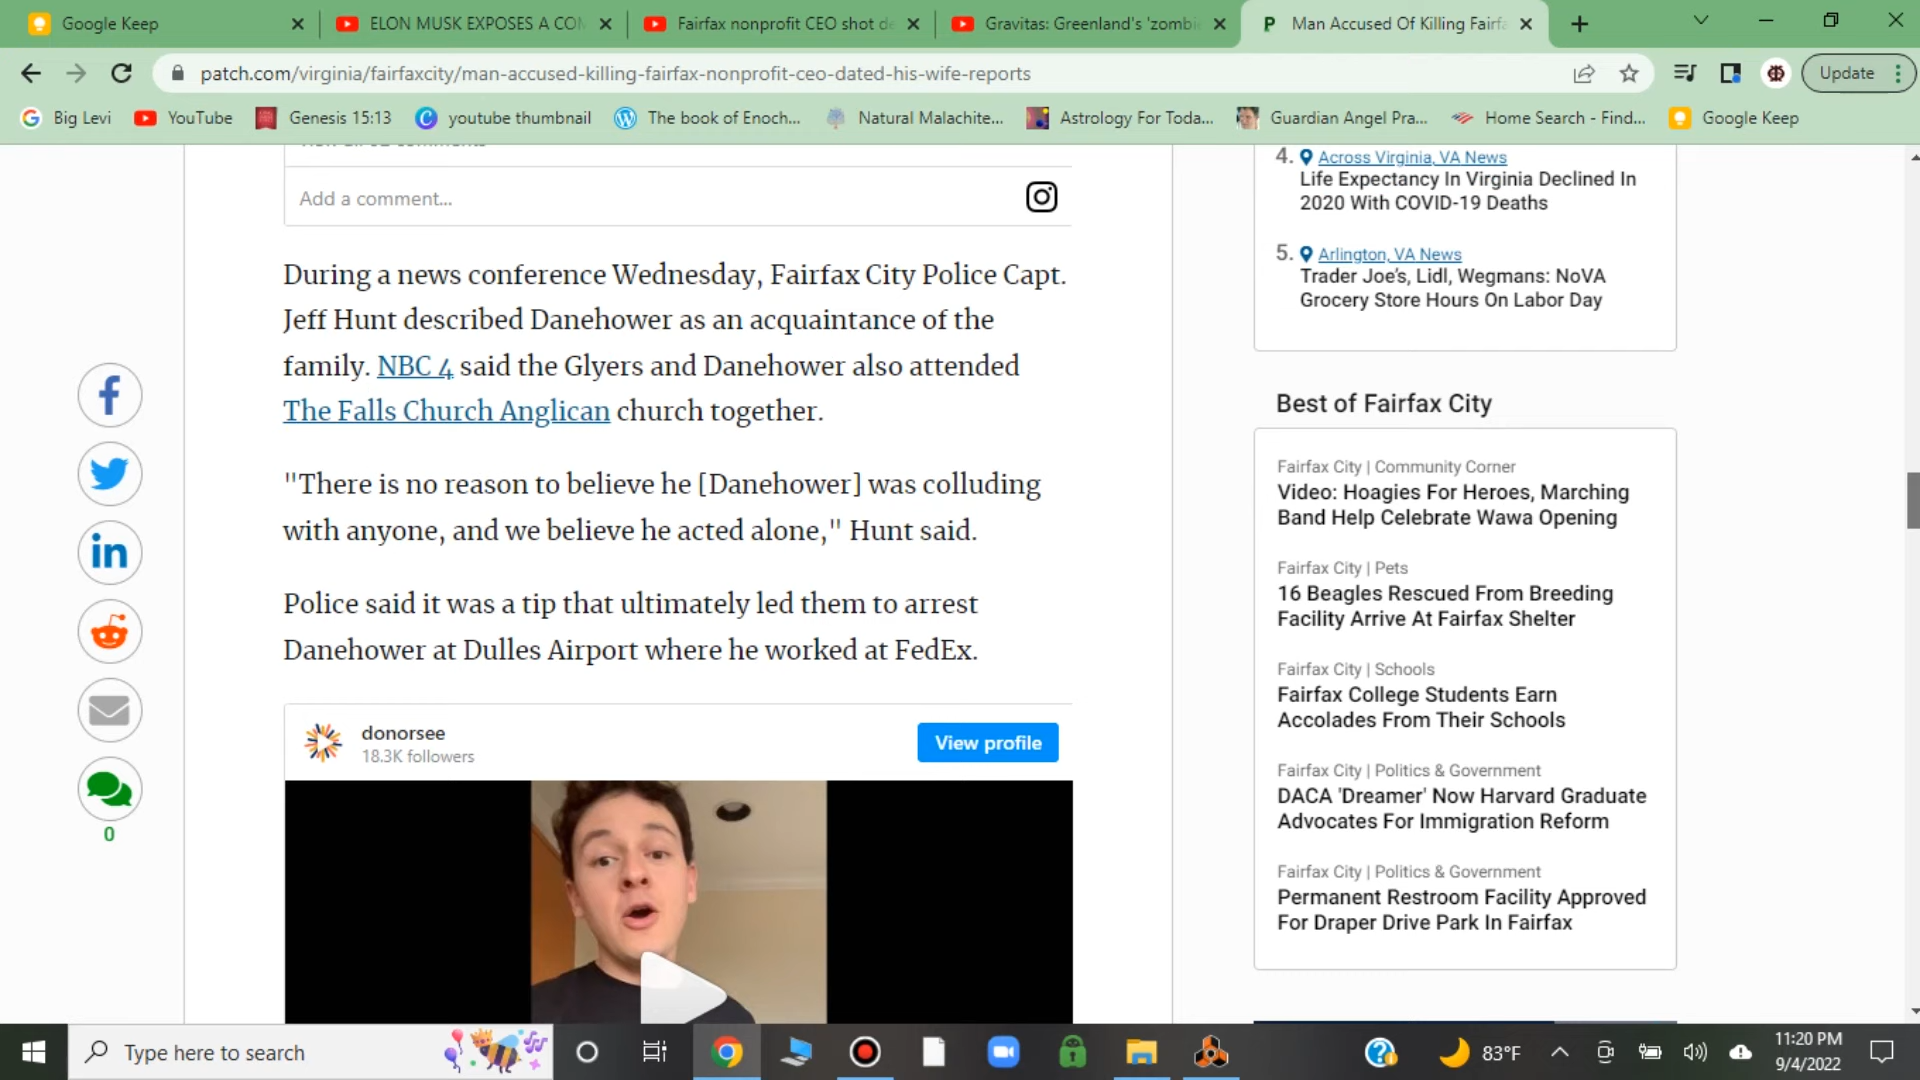 Google Keep
ELON MUSK EXPOSES A CON
Fairfax nonprofit CEO shot de
Gravitas: Greenland's 'zombi
Man Accused Of Killing Fairfa
patch.com/virginia/fairfaxcity/man-accused-killing-fairfax-nonprofit-ceo-dated-his-wife-reports
Update
Big Levi
YouTube
Genesis 15:13
youtube thumbnail
The book of Enoch...
Natural Malachite...
Astrology For Toda...
Guardian Angel Pra...
Home Search - Find...
Google Keep
Add a comment...
During a news conference Wednesday, Fairfax City Police Capt.
Jeff Hunt described Danehower as an acquaintance of the
family. NBC 4 said the Glyers and Danehower also attended
The Falls Church Anglican church together.
"There is no reason to believe he [Danehower] was colluding
with anyone, and we believe he acted alone," Hunt said.
Police said it was a tip that ultimately led them to arrest
Danehower at Dulles Airport where he worked at FedEx.
donorsee
18.3K followers
View profile
0
4. Across Virginia, VA News
Life Expectancy In Virginia Declined In
2020 With COVID-19 Deaths
5. Arlington, VA News
Trader Joe's, Lidl, Wegmans: NoVA
Grocery Store Hours On Labor Day
Best of Fairfax City
Fairfax City | Community Corner
Video: Hoagies For Heroes, Marching
Band Help Celebrate Wawa Opening
Fairfax City | Pets
16 Beagles Rescued From Breeding
Facility Arrive At Fairfax Shelter
Fairfax City | Schools
Fairfax College Students Earn
Accolades From Their Schools
Fairfax City | Politics & Government
DACA 'Dreamer' Now Harvard Graduate
Advocates For Immigration Reform
Fairfax City | Politics & Government
Permanent Restroom Facility Approved
For Draper Drive Park In Fairfax
Type here to search
83°F
11:20 PM
9/4/2022